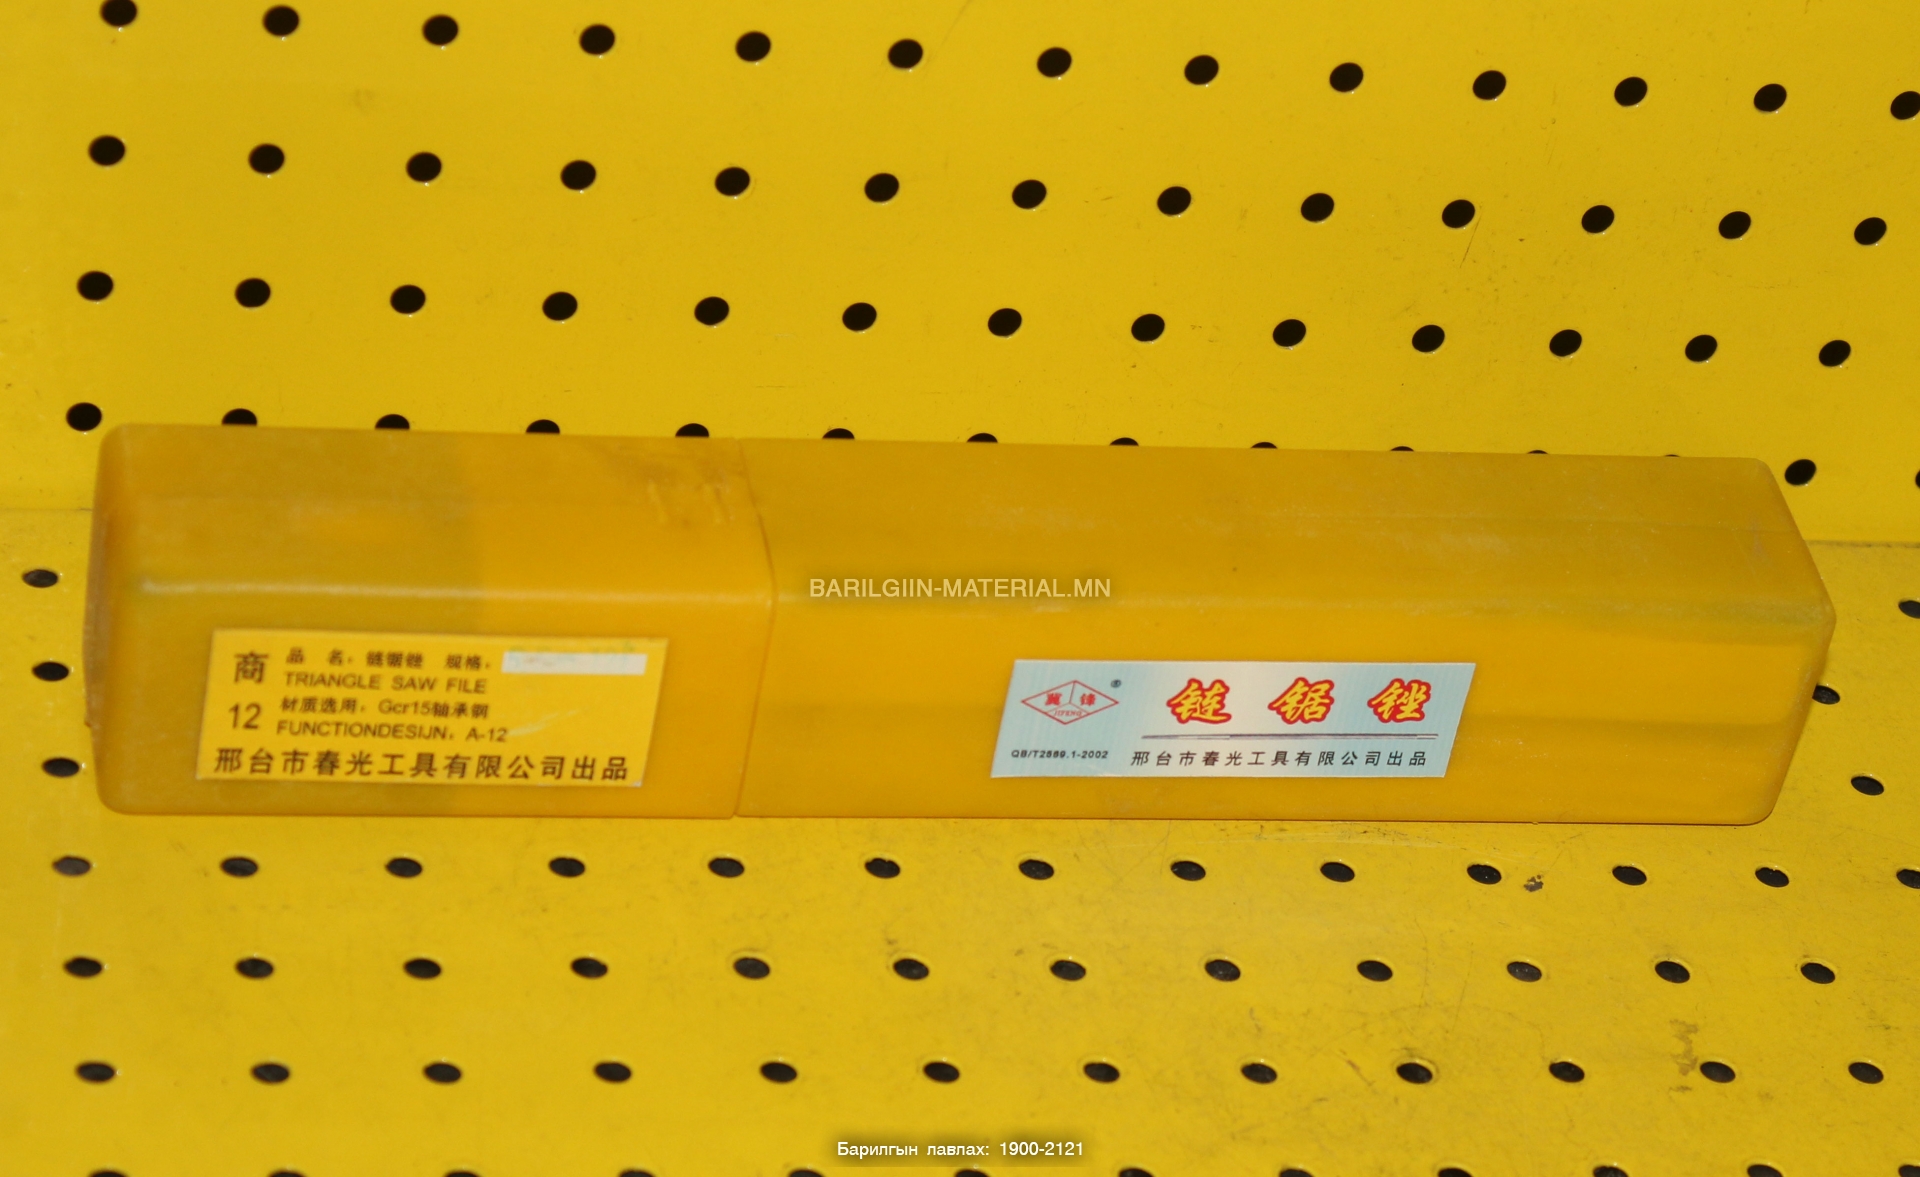 BARILGIIN-MATERIAL.MN
商
品 名: 链锯锉 规格:
TRIANGLE SAW FILE
12
材质选用: Gcr15轴承钢
FUNCTIONDESIJN: A-12
邢台市春光工具有限公司出品
冀 锋 ®
JIFENG
链 锯 锉
QB/T2569.1-2002
邢台市春光工具有限公司出品
Барилгын лавлах: 1900-2121